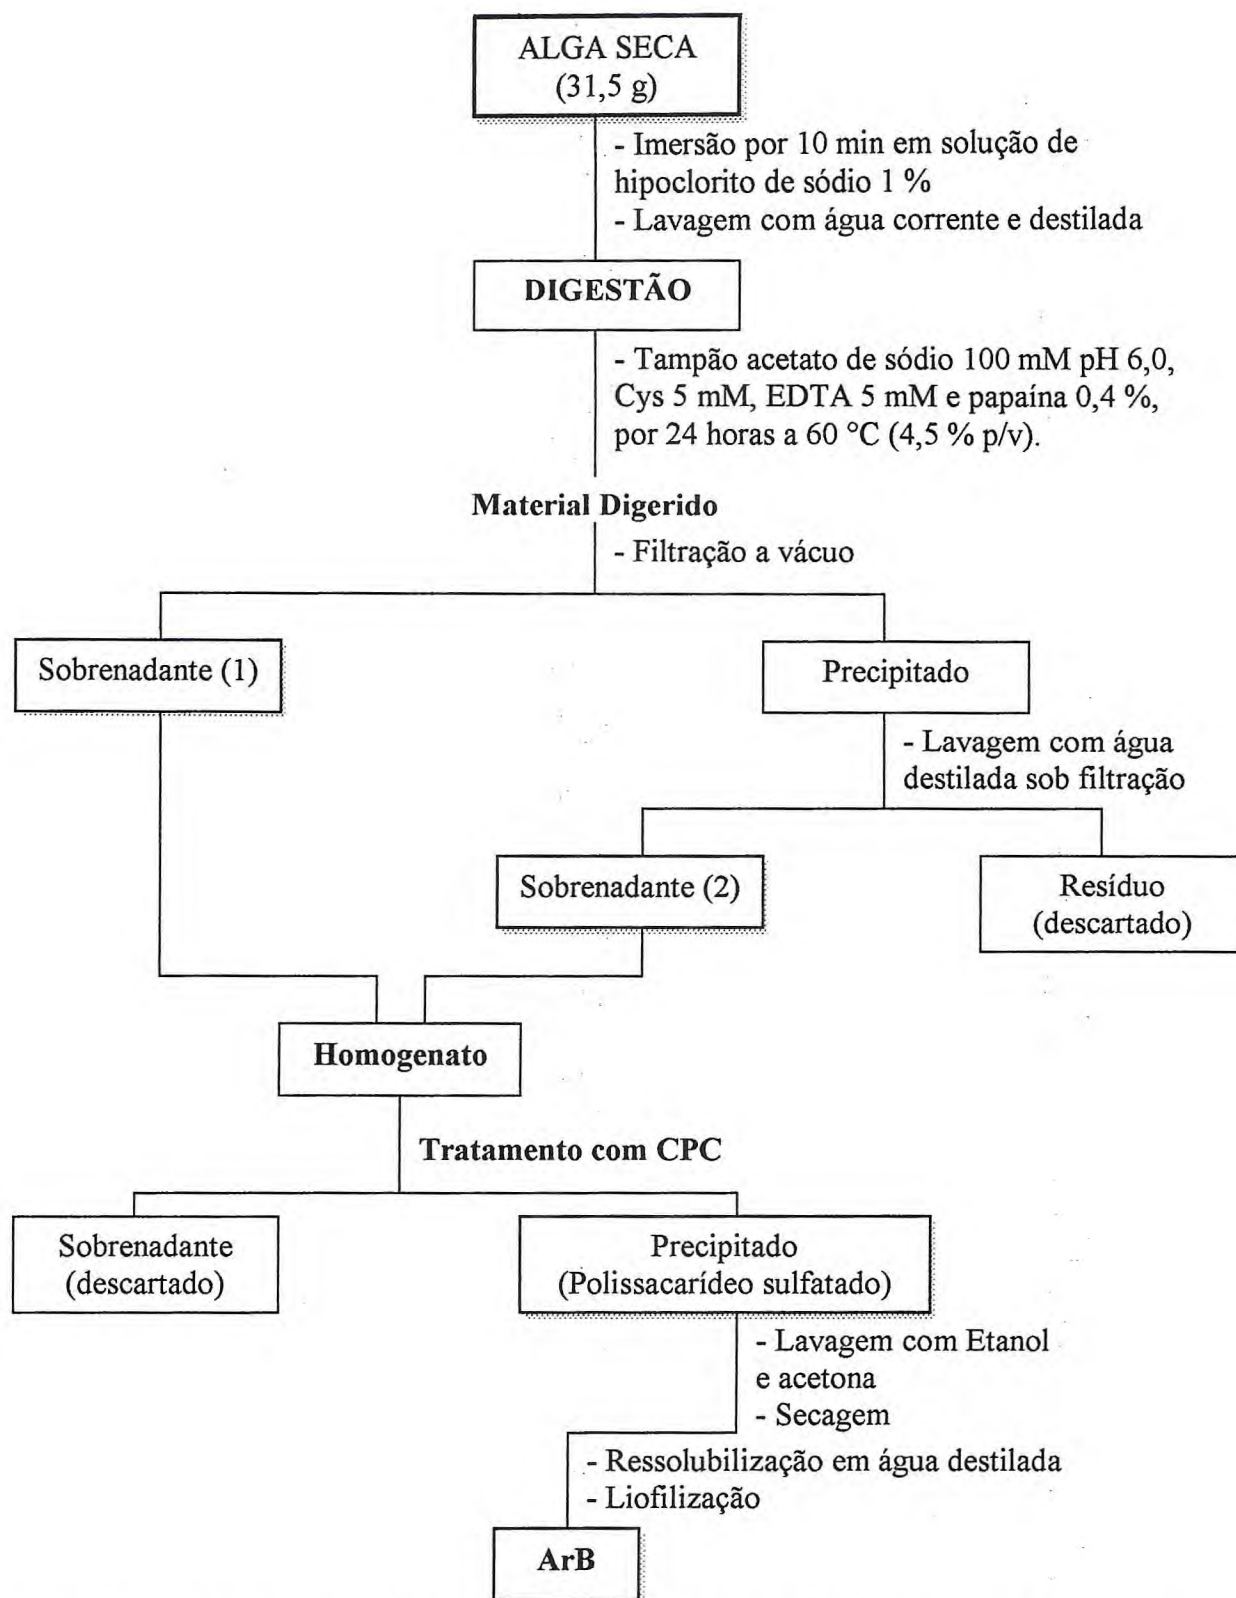 ALGA SECA
(31,5 g)
- Imersão por 10 min em solução de
hipoclorito de sódio 1 %
- Lavagem com água corrente e destilada
DIGESTÃO
- Tampão acetato de sódio 100 mM pH 6,0,
Cys 5 mM, EDTA 5 mM e papaína 0,4 %,
por 24 horas a 60 °C (4,5 % p/v).
Material Digerido
- Filtração a vácuo
Sobrenadante (1)
Precipitado
- Lavagem com água
destilada sob filtração
Sobrenadante (2)
Resíduo
(descartado)
Homogenato
Tratamento com CPC
Sobrenadante
(descartado)
Precipitado
(Polissacarídeo sulfatado)
- Lavagem com Etanol
e acetona
- Secagem
- Ressolubilização em água destilada
- Liofilização
ArB